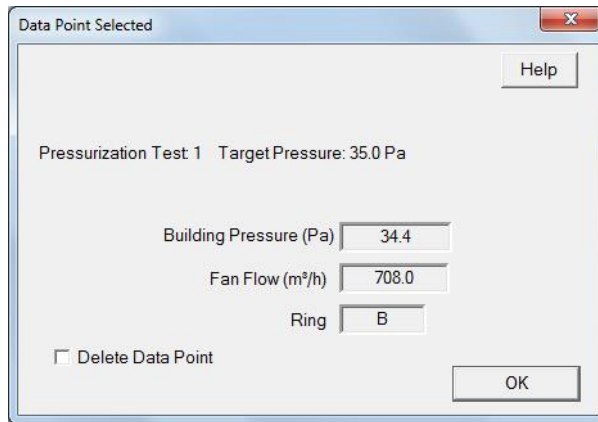 Data Point Selected
Help
Pressurization Test: 1 Target Pressure: 35.0 Pa
Building Pressure (Pa) 34.4
Fan Flow (m³/h) 708.0
Ring B
Delete Data Point
OK